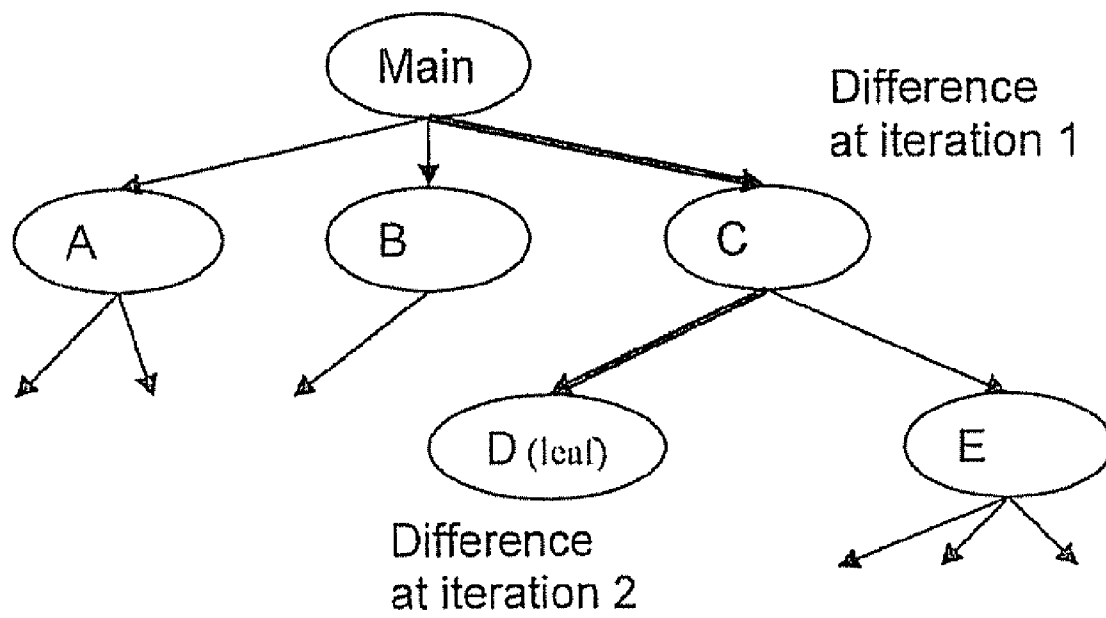 Main
Difference
at iteration 1
A
B
C
D (leaf)
E
Difference
at iteration 2